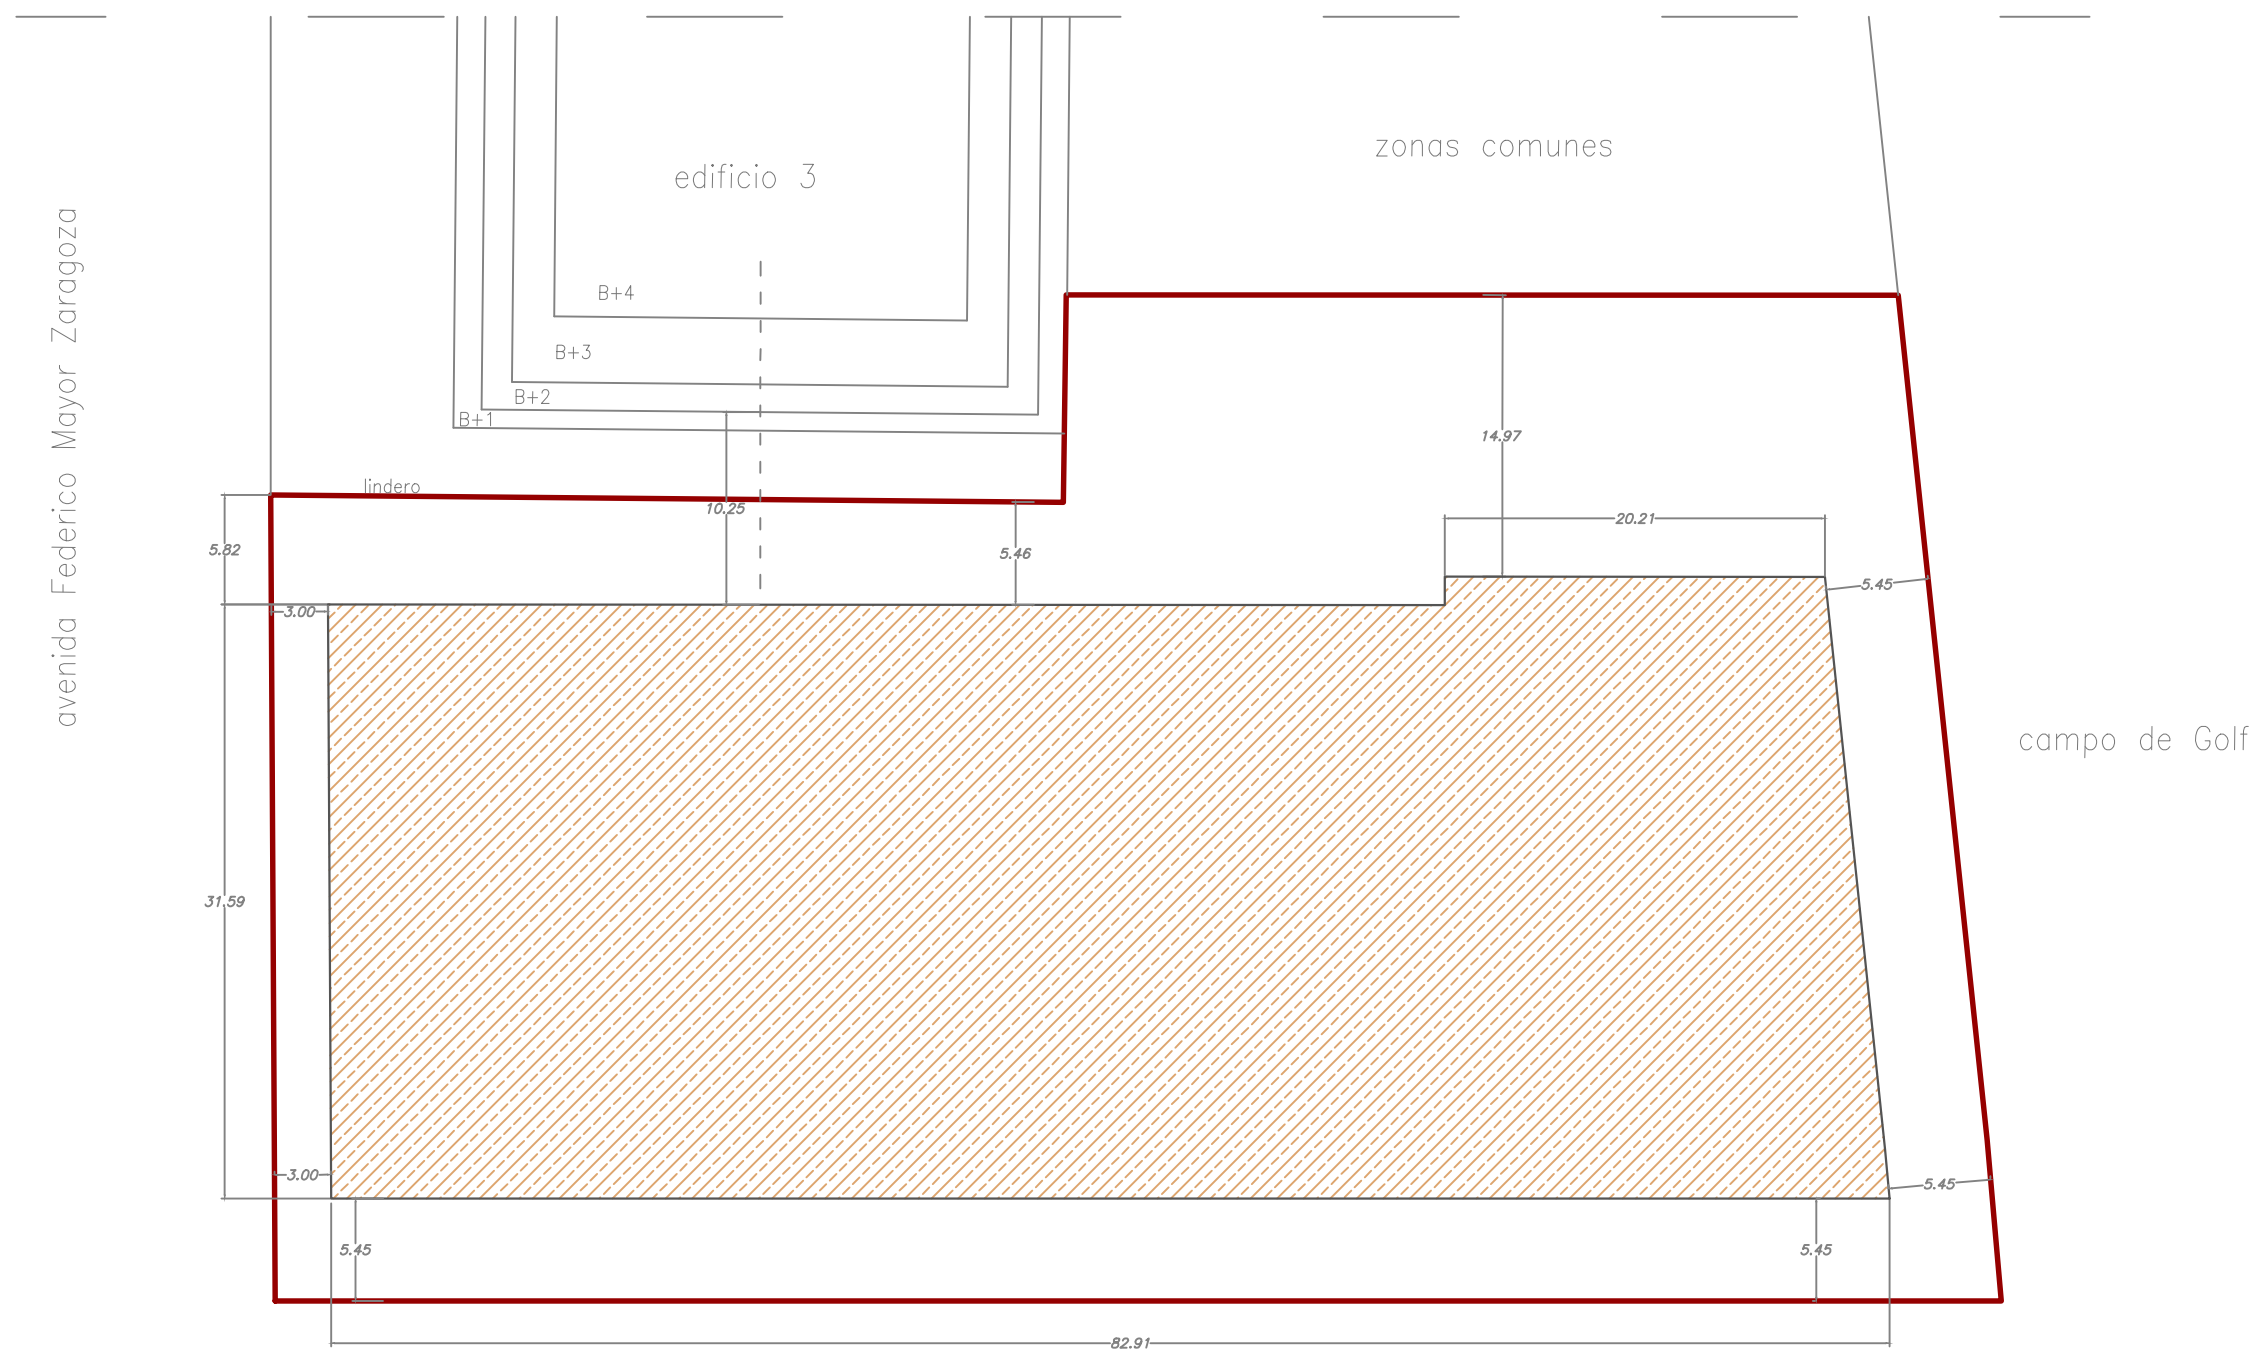 zonas comunes
edificio 3
avenida Federico Mayor Zaragoza
B+4
B+3
B+2
B+1
14.97
lindero
10.25
20.21
5.82
5.46
5.45
3.00
campo de Golf
31.59
3.00
5.45
5.45
5.45
82.91